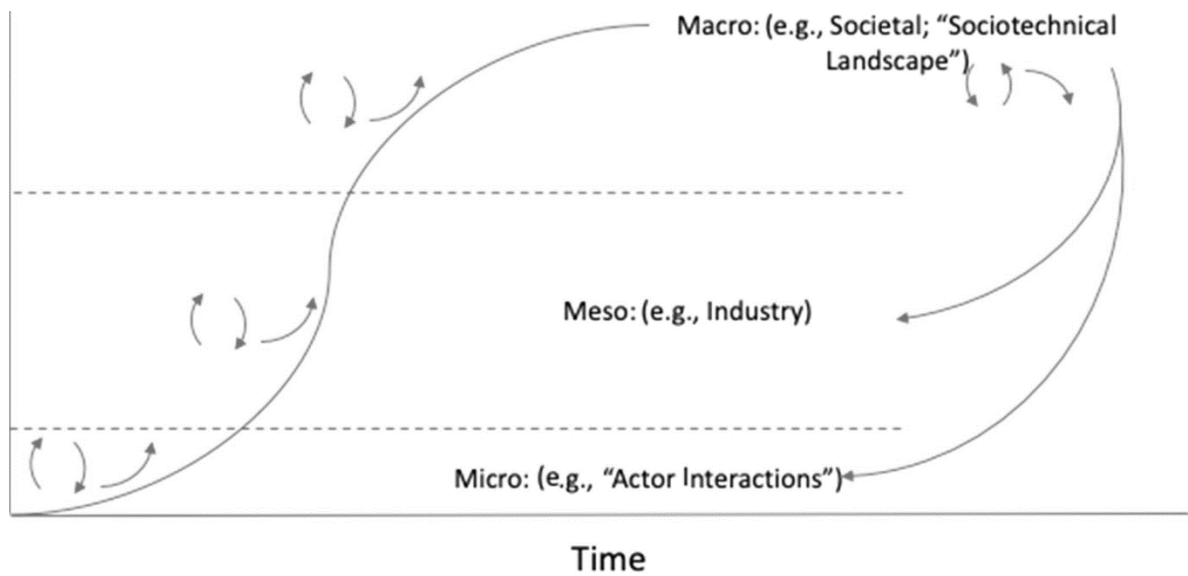 Macro: (e.g., Societal; “Sociotechnical
Landscape”)
Meso: (e.g., Industry)
Micro: (e.g., “Actor Interactions”)
Time